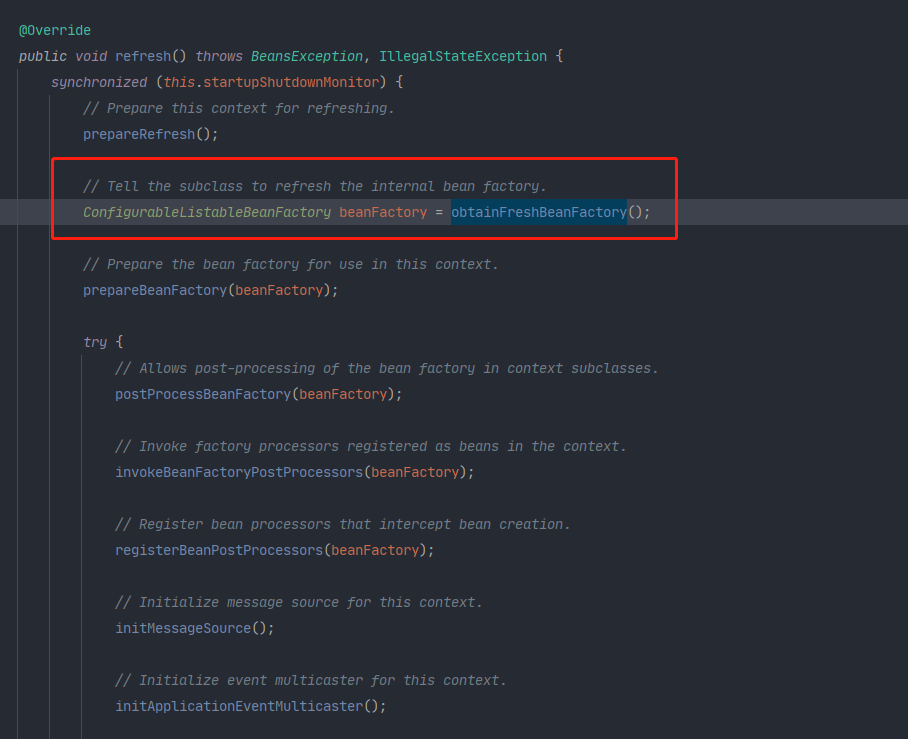 @Override
public void refresh() throws BeansException, IllegalStateException {
synchronized (this.startupShutdownMonitor) {
// Prepare this context for refreshing.
prepareRefresh();
// Tell the subclass to refresh the internal bean factory.
ConfigurableListableBeanFactory beanFactory = obtainFreshBeanFactory();
// Prepare the bean factory for use in this context.
prepareBeanFactory(beanFactory);
try {
// Allows post-processing of the bean factory in context subclasses.
postProcessBeanFactory(beanFactory);
// Invoke factory processors registered as beans in the context.
invokeBeanFactoryPostProcessors(beanFactory);
// Register bean processors that intercept bean creation.
registerBeanPostProcessors(beanFactory);
// Initialize message source for this context.
initMessageSource();
// Initialize event multicaster for this context.
initApplicationEventMulticaster();